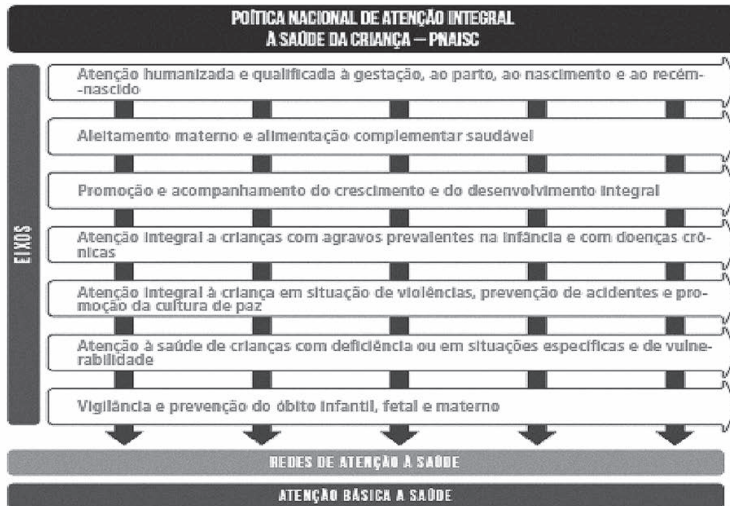 POÍTICA NACIONAL DE ATENÇÃO INTEGRAL
À SAÚDE DA CRIANÇA – PNAISC
EIXOS
Atenção humanizada e qualificada à gestação, ao parto, ao nascimento e ao recém-
-nascido
Aleitamento materno e alimentação complementar saudável
Promoção e acompanhamento do crescimento e do desenvolvimento integral
Atenção integral a crianças com agravos prevalentes na infância e com doenças crô-
nicas
Atenção integral à criança em situação de violências, prevenção de acidentes e pro-
moção da cultura de paz
Atenção à saúde de crianças com deficiência ou em situações específicas e de vulne-
rabilidade
Vigilância e prevenção do óbito infantil, fetal e materno
REDES DE ATENÇÃO À SAÚDE
ATENÇÃO BÁSICA A SAÚDE